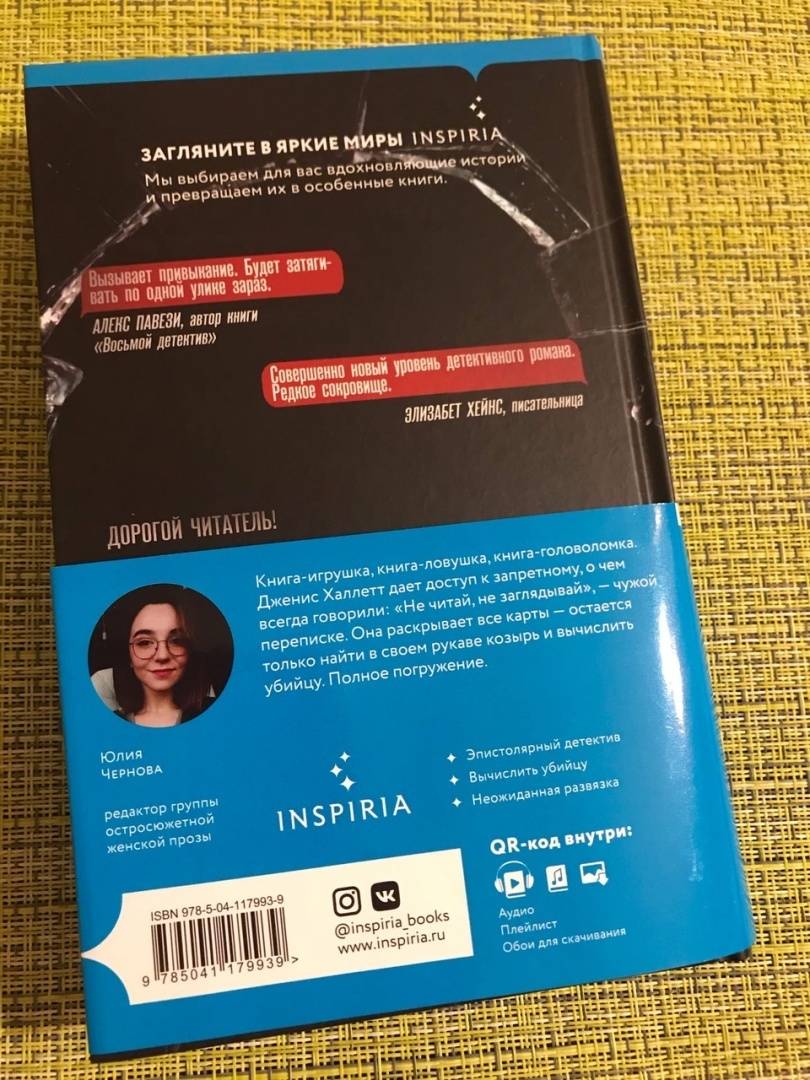 ЗАГЛЯНИТЕ В ЯРКИЕ МИРЫ INSPIRIA
Мы выбираем для вас вдохновляющие истории
и превращаем их в особенные книги.
Вызывает привыкание. Будет затяги-
вать по одной улике зараз.
АЛЕКС ПАВЕЗИ, автор книги
«Восьмой детектив»
Совершенно новый уровень детективного романа.
Редкое сокровище.
ЭЛИЗАБЕТ ХЕЙНС, писательница
ДОРОГОЙ ЧИТАТЕЛЬ!
Книга-игрушка, книга-ловушка, книга-головоломка.
Дженис Халлетт дает доступ к запретному, о чем
всегда говорили: «Не читай, не заглядывай», — чужой
переписке. Она раскрывает все карты — остается
только найти в своем рукаве козырь и вычислить
убийцу. Полное погружение.
Юлия
Чернова
редактор группы
остросюжетной
женской прозы
INSPIRIA
Эпистолярный детектив
Вычислить убийцу
Неожиданная развязка
QR-код внутри:
Аудио
Плейлист
Обои для скачивания
ISBN 978-5-04-117993-9
9 785041 179939 >
@inspiria_books
www.inspiria.ru